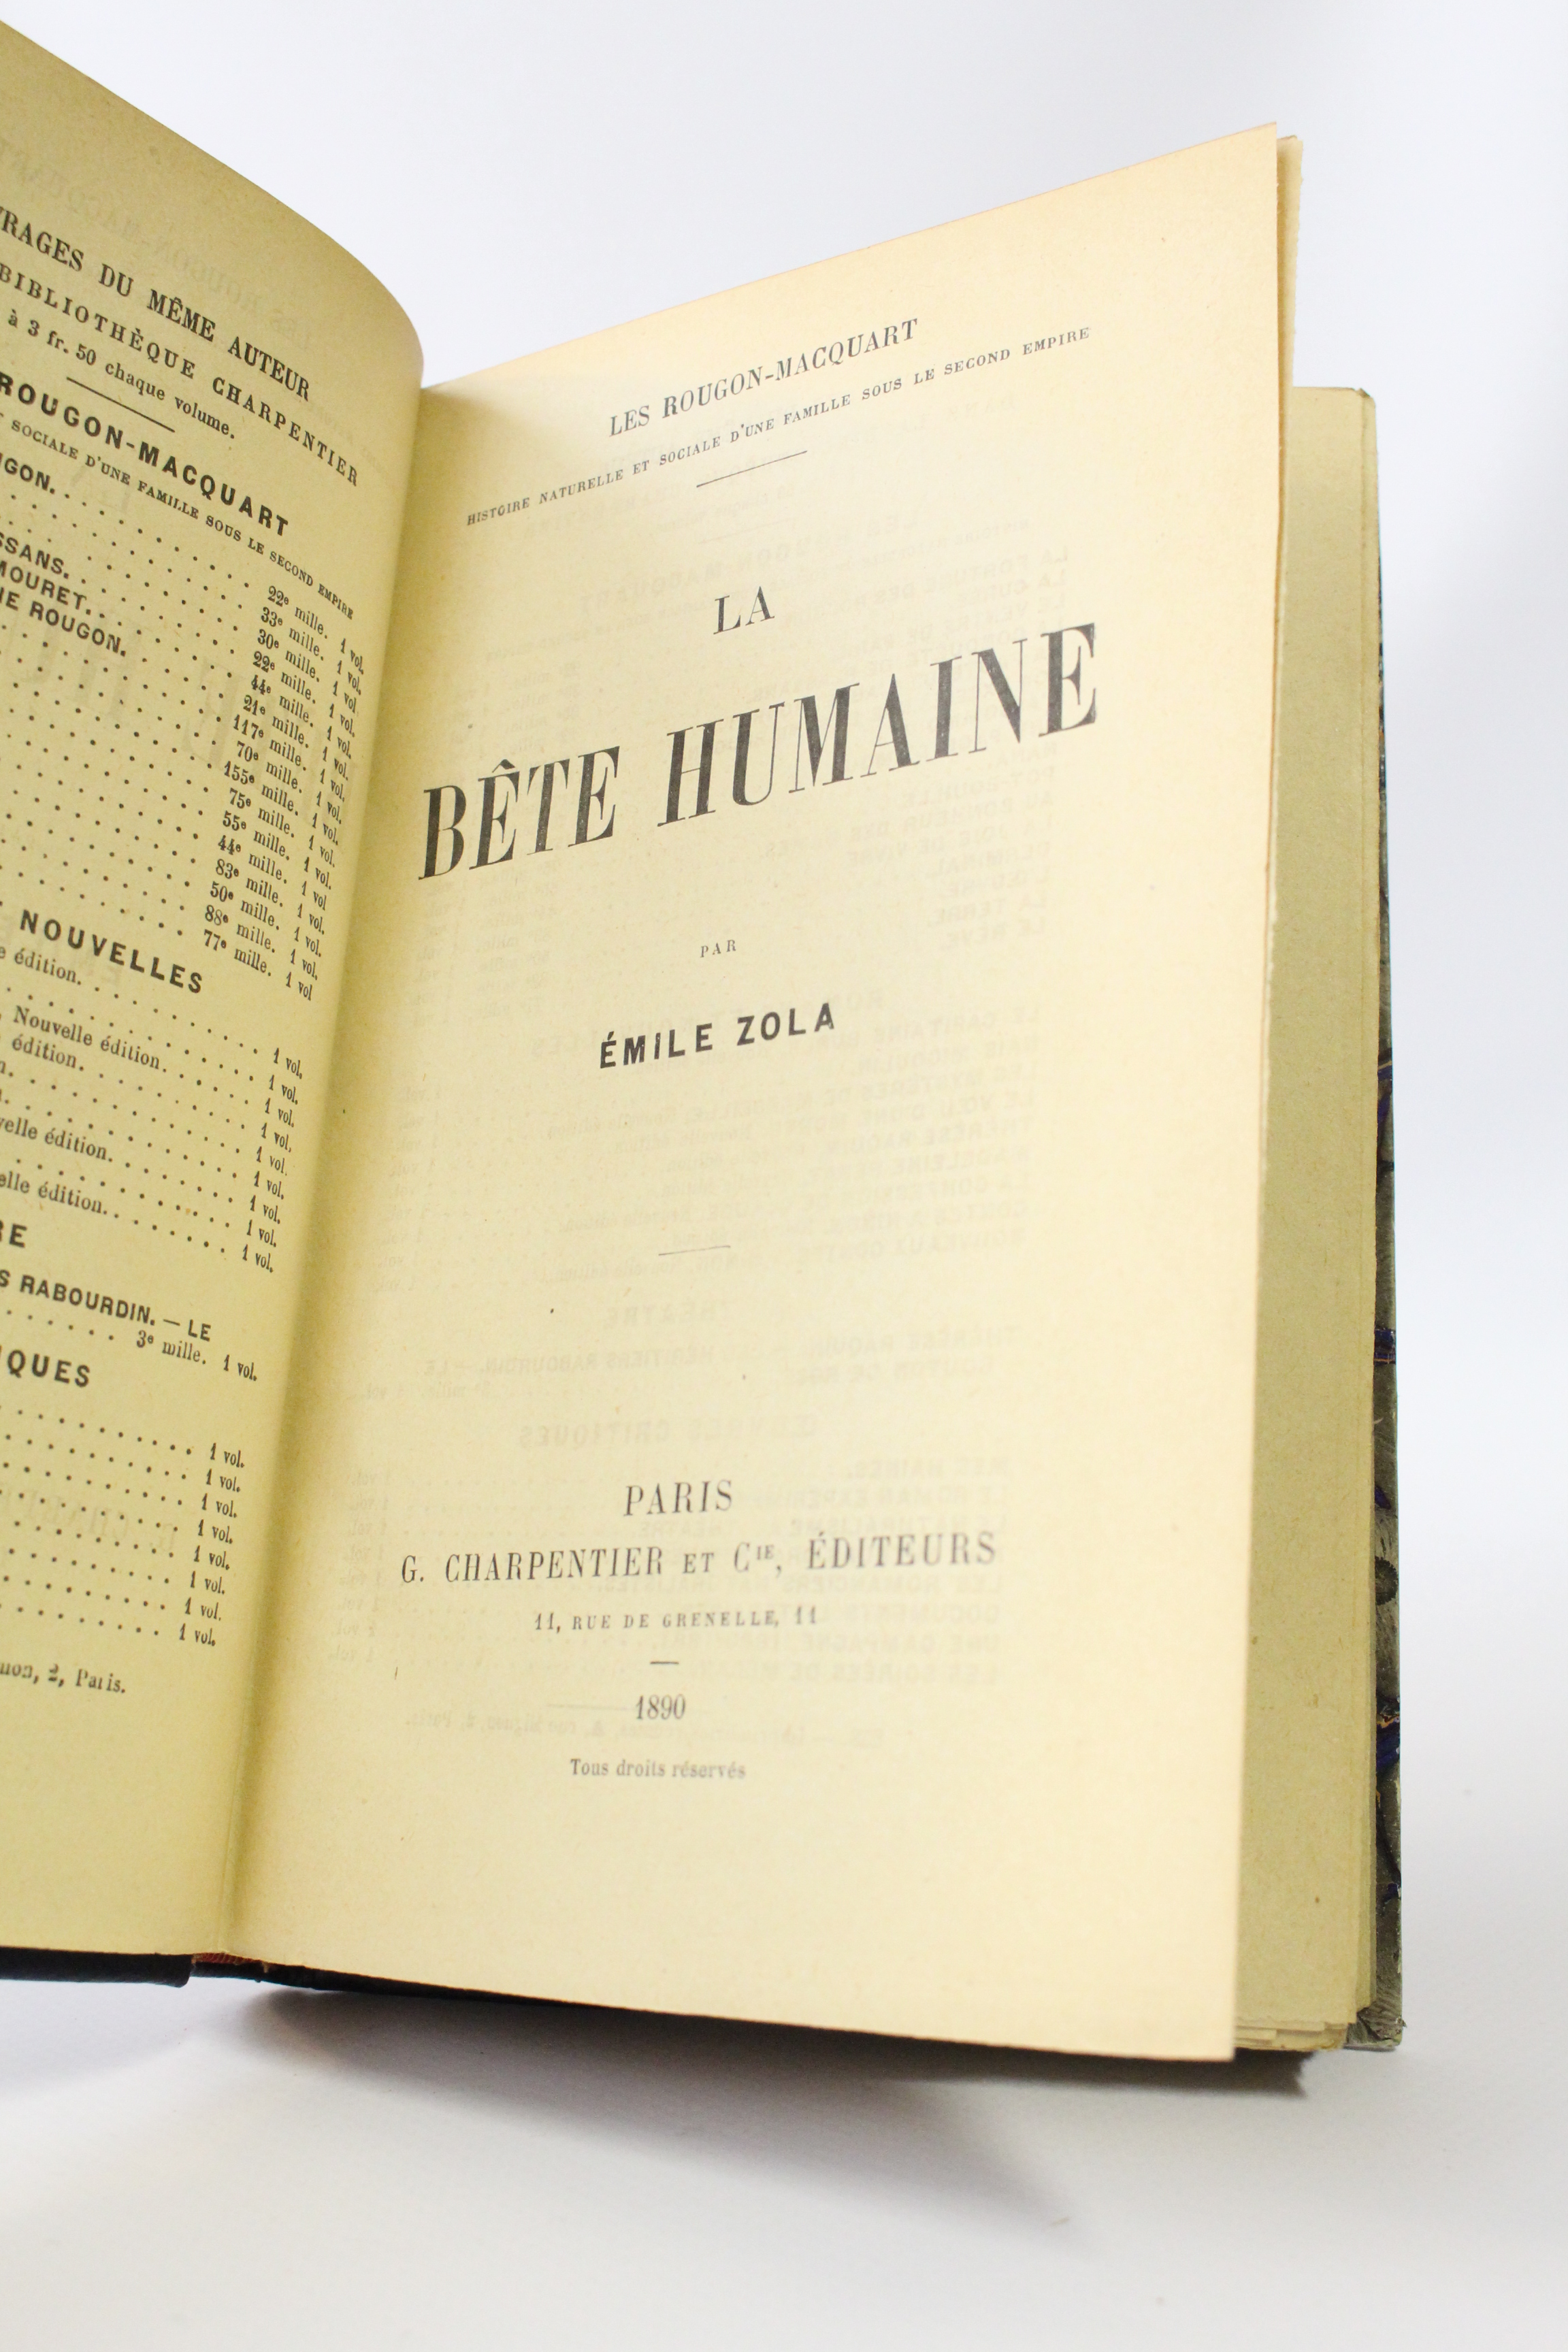 DU MÊME AUTEUR
BIBLIOTHÈQUE CHARPENTIER
à 3 fr. 50 chaque volume.
ROUGON-MACQUART
SOCIALE D'UNE FAMILLE SOUS LE SECOND EMPIRE
22e mille. 1 vol.
33e mille. 1 vol.
30e mille. 1 vol.
MOURET. 22e mille. 1 vol.
ROUGON. 44e mille. 1 vol.
21e mille. 1 vol.
117e mille. 1 vol.
70e mille. 1 vol.
155e mille. 1 vol.
75e mille. 1 vol.
55e mille. 1 vol
44e mille. 1 vol.
83e mille. 1 vol.
50e mille. 1 vol.
88e mille. 1 vol.
77e mille. 1 vol
NOUVELLES
édition. 1 vol.
1 vol.
Nouvelle édition. 1 vol.
édition. 1 vol.
1 vol.
1 vol.
édition. 1 vol.
1 vol.
édition. 1 vol.
RABOURDIN. — LE
3e mille. 1 vol.
1 vol.
1 vol.
1 vol.
1 vol.
1 vol.
1 vol.
1 vol.
1 vol.
2, Paris.
LES ROUGON-MACQUART
HISTOIRE NATURELLE ET SOCIALE D'UNE FAMILLE SOUS LE SECOND EMPIRE
LA
BÊTE HUMAINE
PAR
ÉMILE ZOLA
PARIS
G. CHARPENTIER ET CIE, ÉDITEURS
11, RUE DE GRENELLE, 11
1890
Tous droits réservés